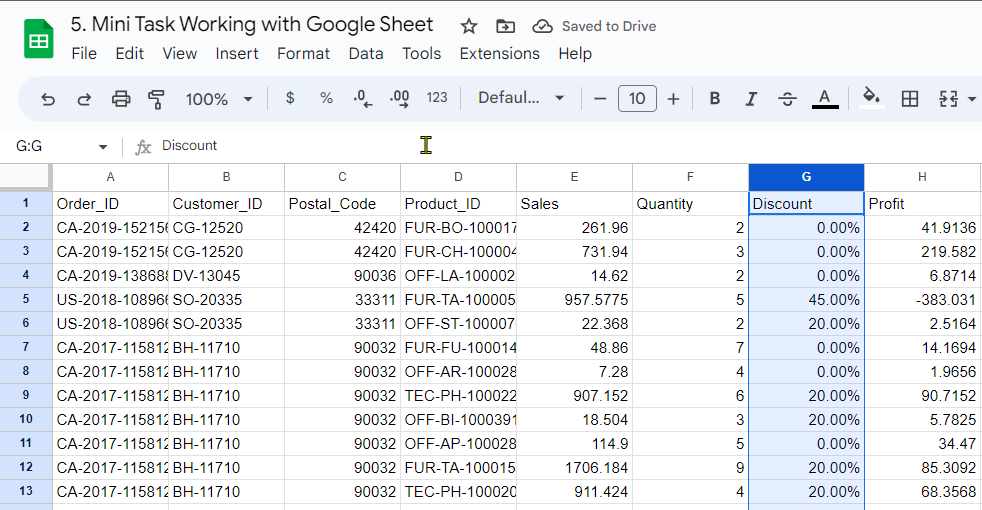 5. Mini Task Working with Google Sheet Saved to Drive
File Edit View Insert Format Data Tools Extensions Help
100% $ % .0 .00 123 Defaul... — 10 + B I S A
G:G fx Discount
A B C D E F G H
1 Order_ID Customer_ID Postal_Code Product_ID Sales Quantity Discount Profit
2 CA-2019-152156 CG-12520 42420 FUR-BO-100017 261.96 2 0.00% 41.9136
3 CA-2019-152156 CG-12520 42420 FUR-CH-100004 731.94 3 0.00% 219.582
4 CA-2019-138688 DV-13045 90036 OFF-LA-100002 14.62 2 0.00% 6.8714
5 US-2018-108966 SO-20335 33311 FUR-TA-100005 957.5775 5 45.00% -383.031
6 US-2018-108966 SO-20335 33311 OFF-ST-100007 22.368 2 20.00% 2.5164
7 CA-2017-115812 BH-11710 90032 FUR-FU-100014 48.86 7 0.00% 14.1694
8 CA-2017-115812 BH-11710 90032 OFF-AR-100028 7.28 4 0.00% 1.9656
9 CA-2017-115812 BH-11710 90032 TEC-PH-100022 907.152 6 20.00% 90.7152
10 CA-2017-115812 BH-11710 90032 OFF-BI-1000391 18.504 3 20.00% 5.7825
11 CA-2017-115812 BH-11710 90032 OFF-AP-100028 114.9 5 0.00% 34.47
12 CA-2017-115812 BH-11710 90032 FUR-TA-100015 1706.184 9 20.00% 85.3092
13 CA-2017-115812 BH-11710 90032 TEC-PH-100020 911.424 4 20.00% 68.3568